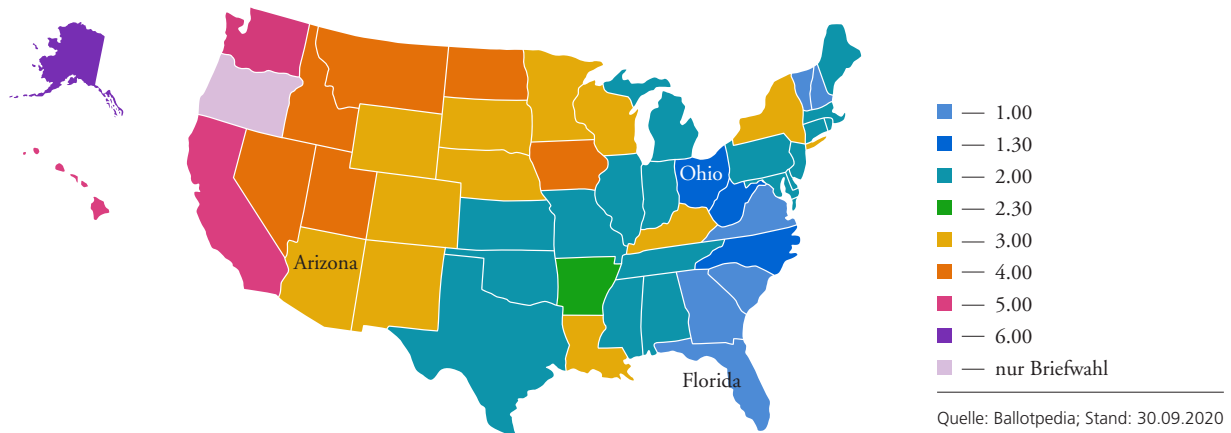 Ohio
Arizona
Florida
— 1.00
— 1.30
— 2.00
— 2.30
— 3.00
— 4.00
— 5.00
— 6.00
— nur Briefwahl
Quelle: Ballotpedia; Stand: 30.09.2020